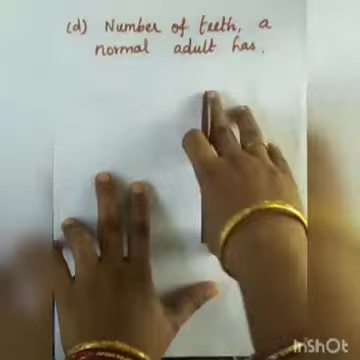 (d) Number of teeth, a
normal adult has.
InShOt